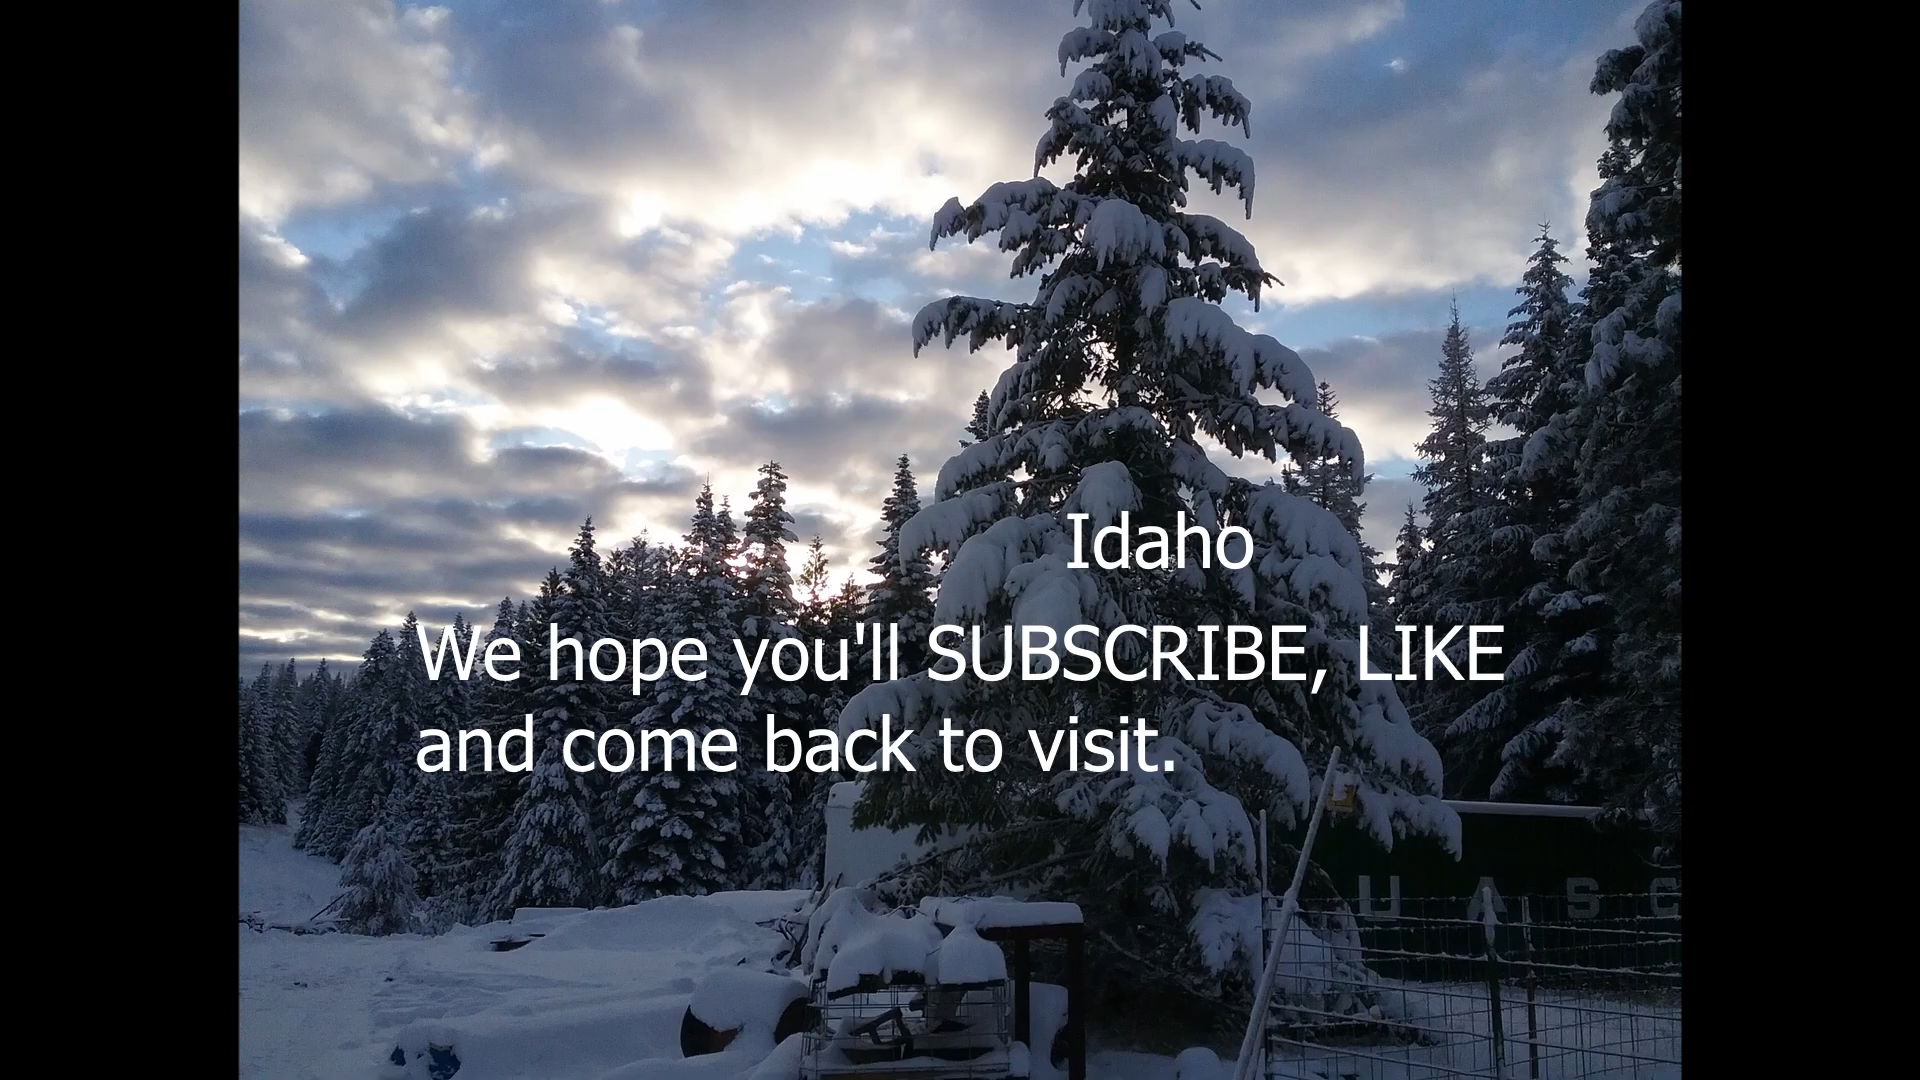 Idaho
We hope you'll SUBSCRIBE, LIKE
and come back to visit.
U A S C